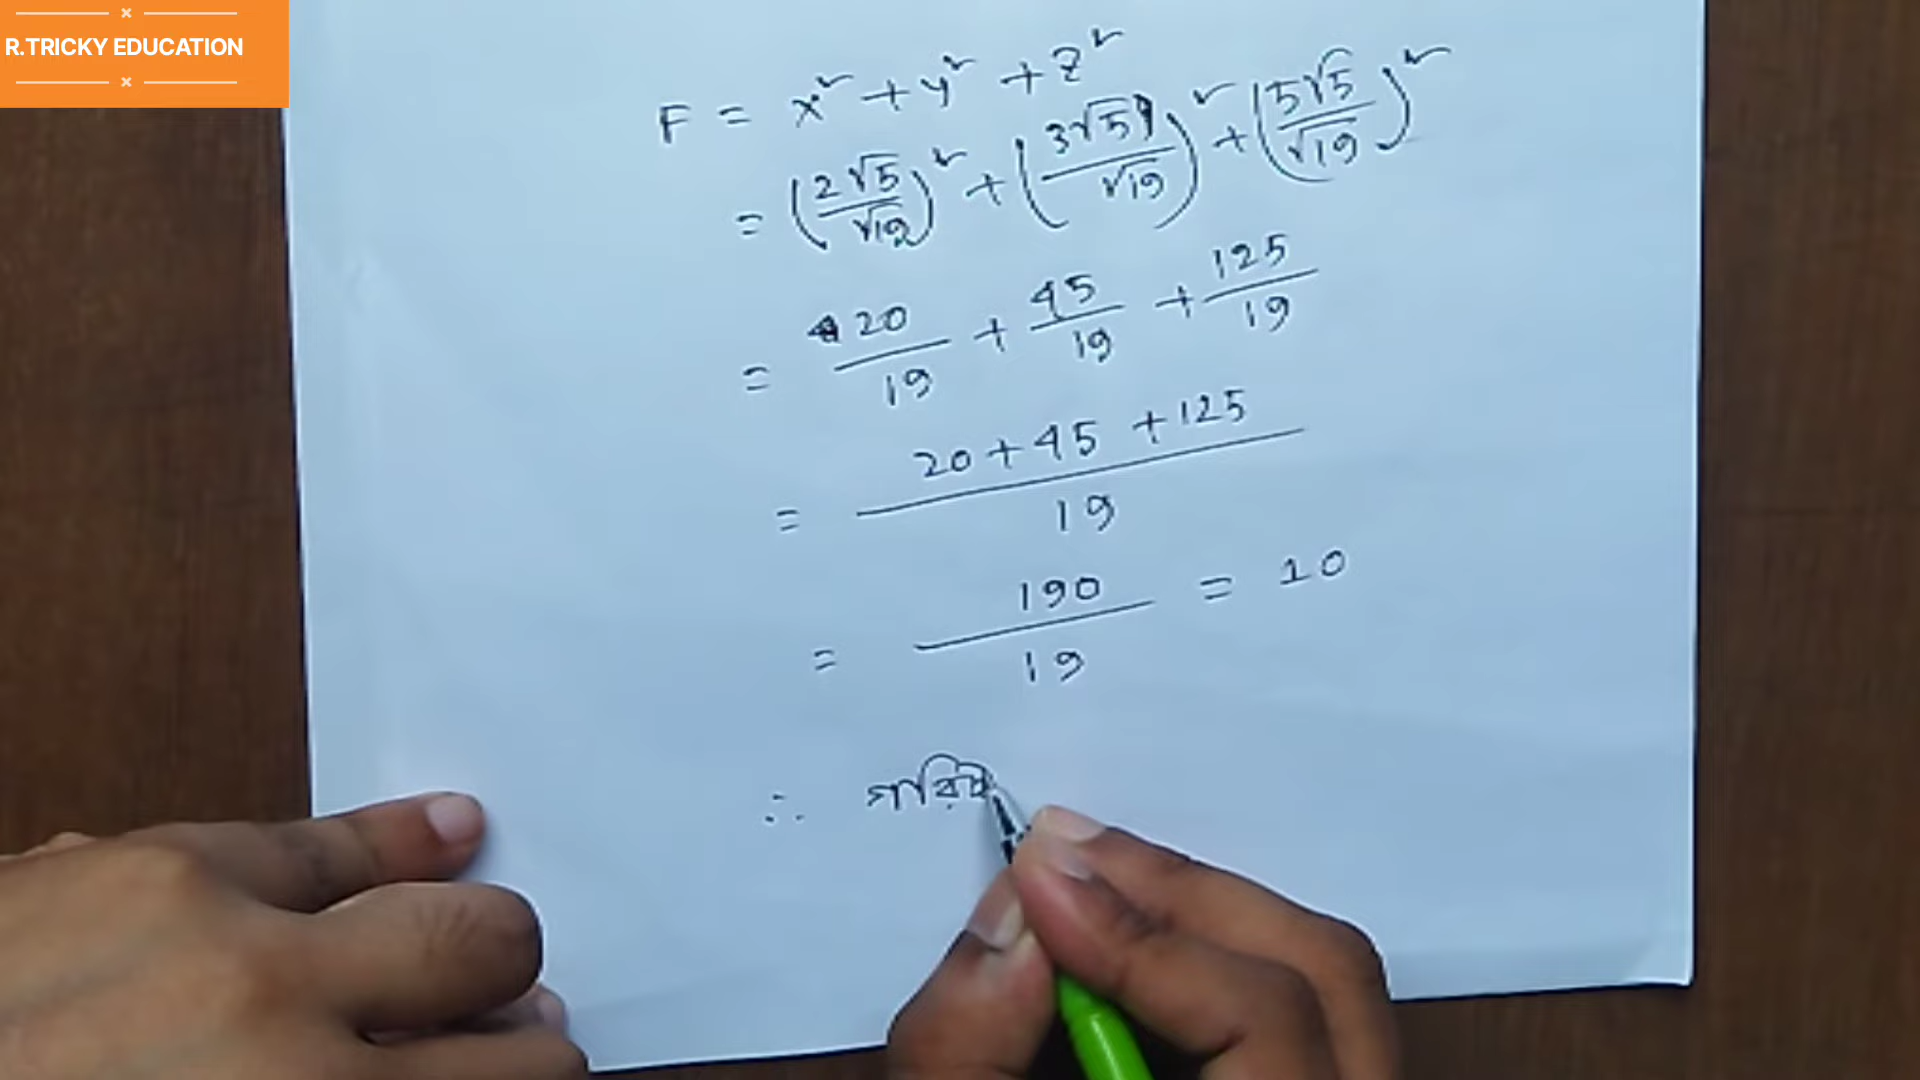 R.TRICKY EDUCATION
F = x² + y² + z²
= (2√5/√19)² + (3√5/√19)² + (5√5/√19)²
= 20/19 + 45/19 + 125/19
= 20 + 45 + 125 / 19
= 190/19 = 10
∴